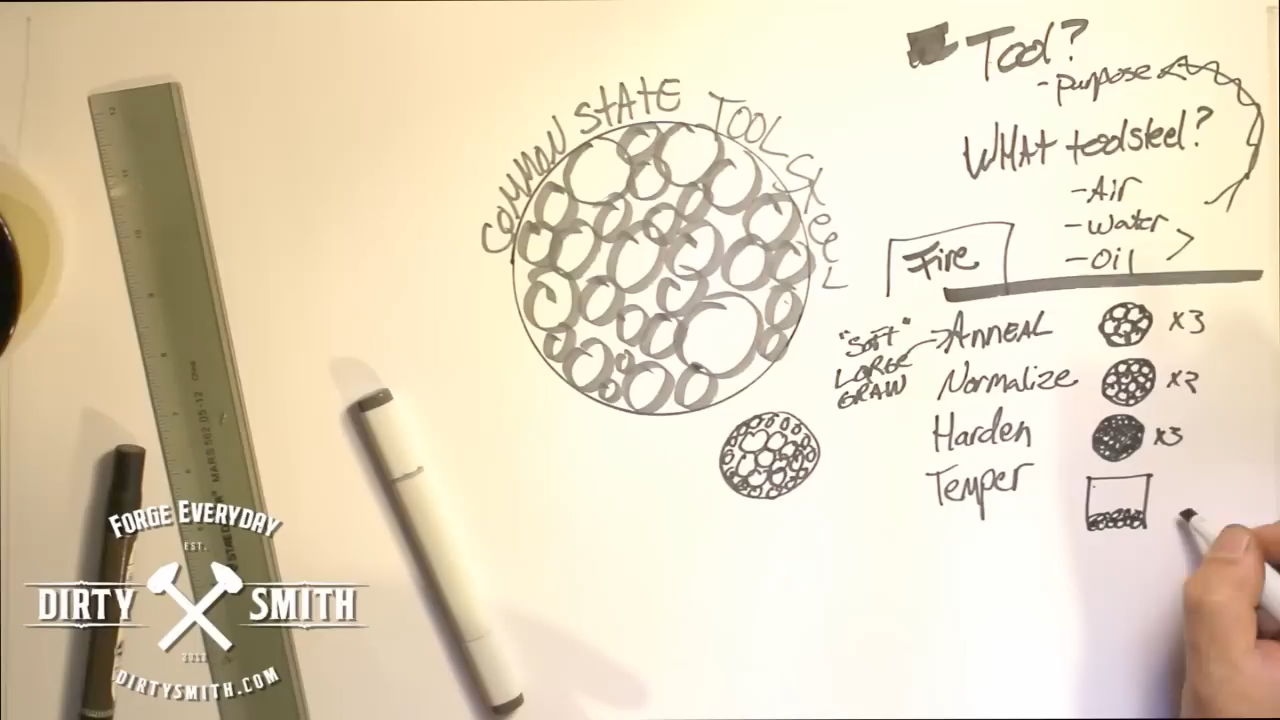 COMMON STATE TOOL STEEL
Tool?
- purpose
WHAT toolsteel?
- Air
- Water
- Oil
Fire
"SOFT"
LARGE
GRAIN
ANNEAL x3
Normalize x2
Harden x3
Temper
FORGE EVERYDAY
EST.
DIRTY SMITH
DIRTYSMITH.COM